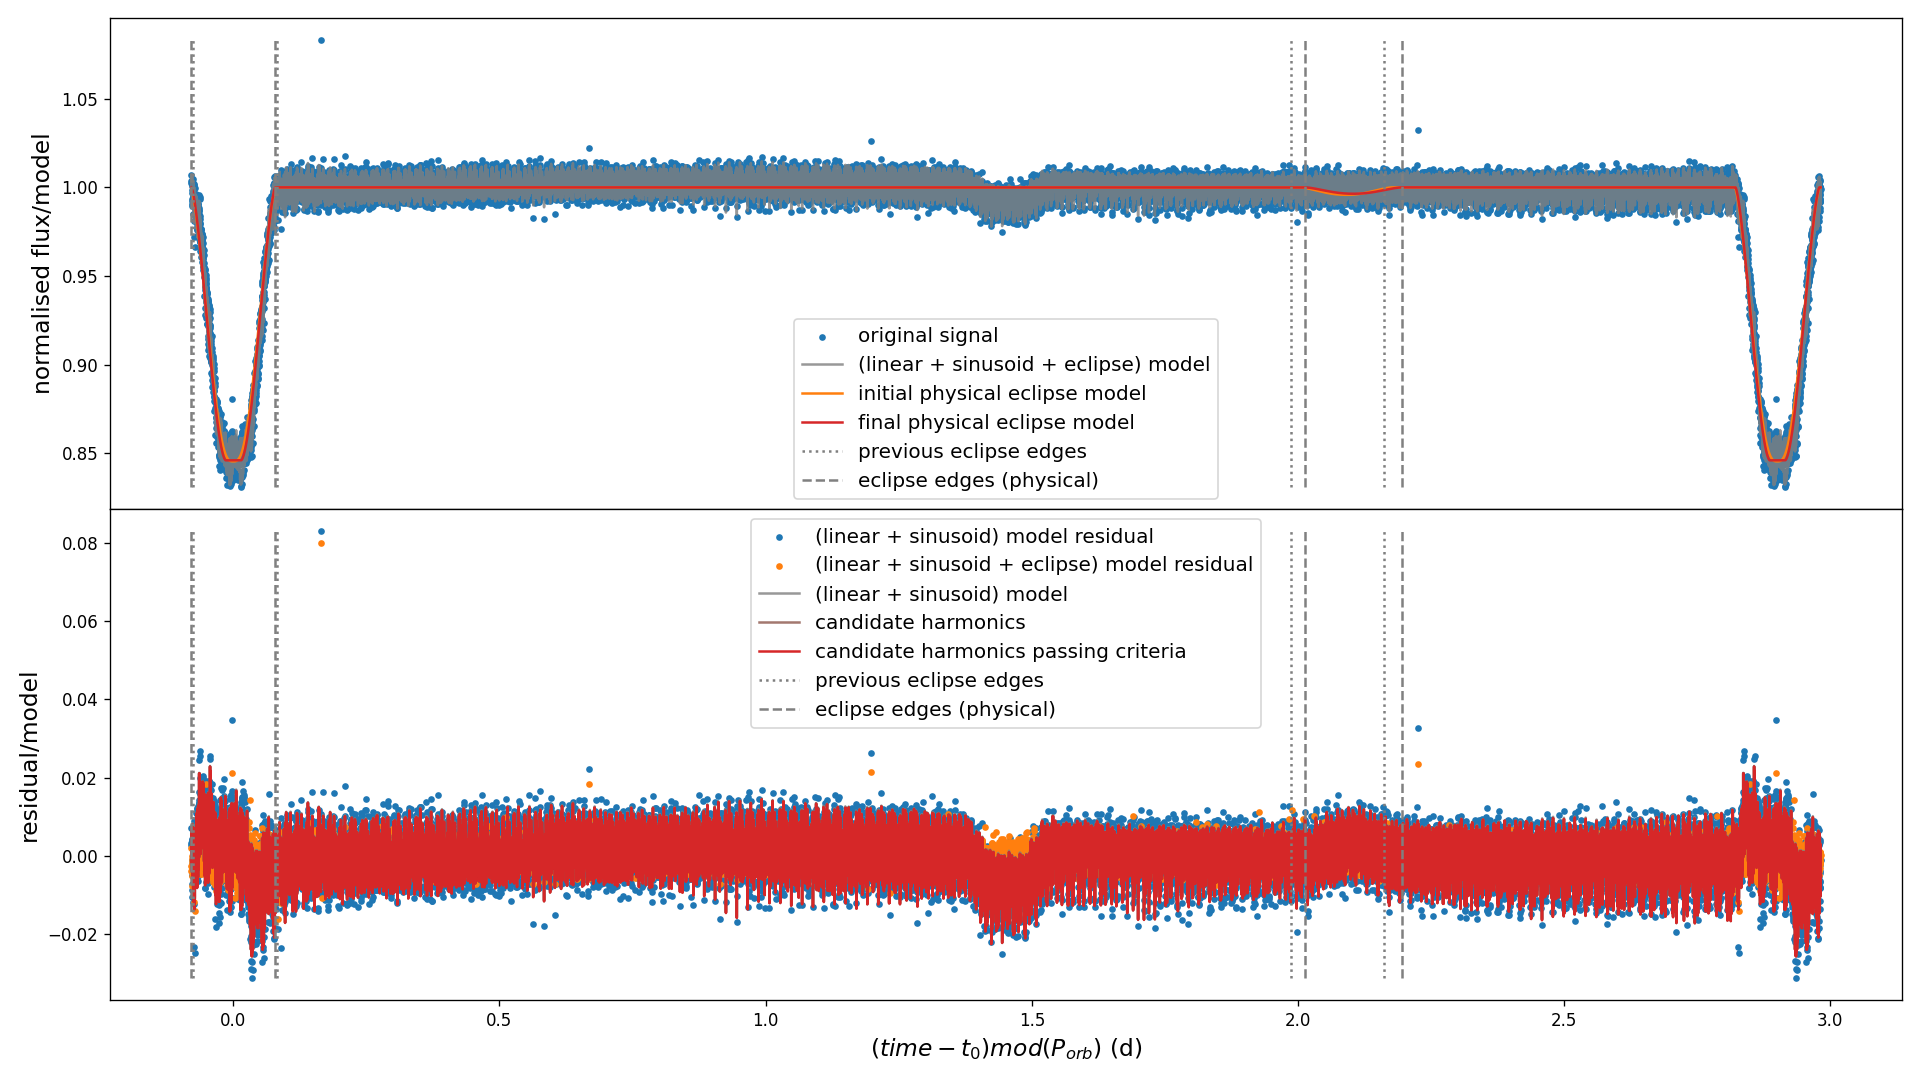 normalised flux/model
1.05
1.00
0.95
0.90
0.85
original signal
(linear + sinusoid + eclipse) model
initial physical eclipse model
final physical eclipse model
previous eclipse edges
eclipse edges (physical)
residual/model
0.08
0.06
0.04
0.02
0.00
−0.02
(linear + sinusoid) model residual
(linear + sinusoid + eclipse) model residual
(linear + sinusoid) model
candidate harmonics
candidate harmonics passing criteria
previous eclipse edges
eclipse edges (physical)
0.0 0.5 1.0 1.5 2.0 2.5 3.0
(time − t₀)mod(P_orb) (d)